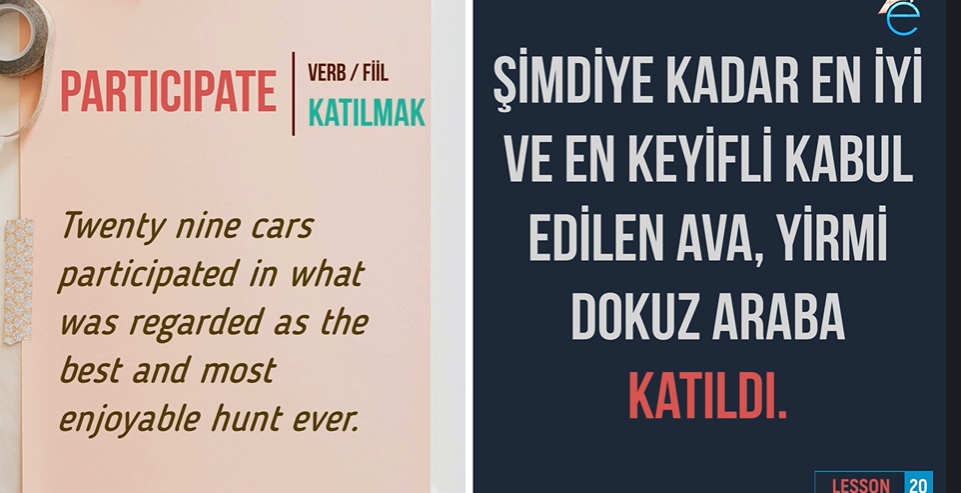 PARTICIPATE
VERB / FİİL
KATILMAK
Twenty nine cars
participated in what
was regarded as the
best and most
enjoyable hunt ever.
e
ŞİMDİYE KADAR EN İYİ
VE EN KEYİFLİ KABUL
EDİLEN AVA, YİRMİ
DOKUZ ARABA
KATILDI.
LESSON 20